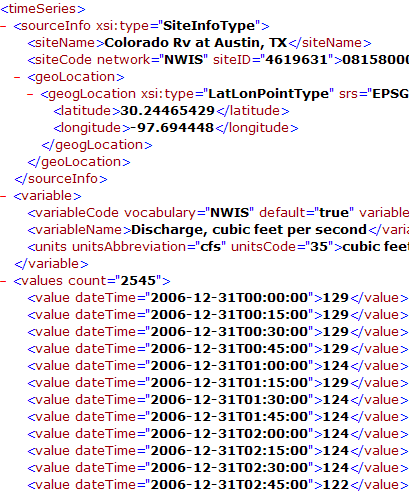 <timeSeries>
- <sourceInfo xsi:type="SiteInfoType">
<siteName>Colorado Rv at Austin, TX</siteName>
<siteCode network="NWIS" siteID="4619631">08158000
- <geoLocation>
- <geogLocation xsi:type="LatLonPointType" srs="EPSG
<latitude>30.24465429</latitude>
<longitude>-97.694448</longitude>
</geogLocation>
</geoLocation>
</sourceInfo>
- <variable>
<variableCode vocabulary="NWIS" default="true" variable
<variableName>Discharge, cubic feet per second</varia
<units unitsAbbreviation="cfs" unitsCode="35">cubic feet
</variable>
- <values count="2545">
<value dateTime="2006-12-31T00:00:00">129</value>
<value dateTime="2006-12-31T00:15:00">129</value>
<value dateTime="2006-12-31T00:30:00">129</value>
<value dateTime="2006-12-31T00:45:00">129</value>
<value dateTime="2006-12-31T01:00:00">124</value>
<value dateTime="2006-12-31T01:15:00">129</value>
<value dateTime="2006-12-31T01:30:00">124</value>
<value dateTime="2006-12-31T01:45:00">124</value>
<value dateTime="2006-12-31T02:00:00">124</value>
<value dateTime="2006-12-31T02:15:00">124</value>
<value dateTime="2006-12-31T02:30:00">124</value>
<value dateTime="2006-12-31T02:45:00">122</value>